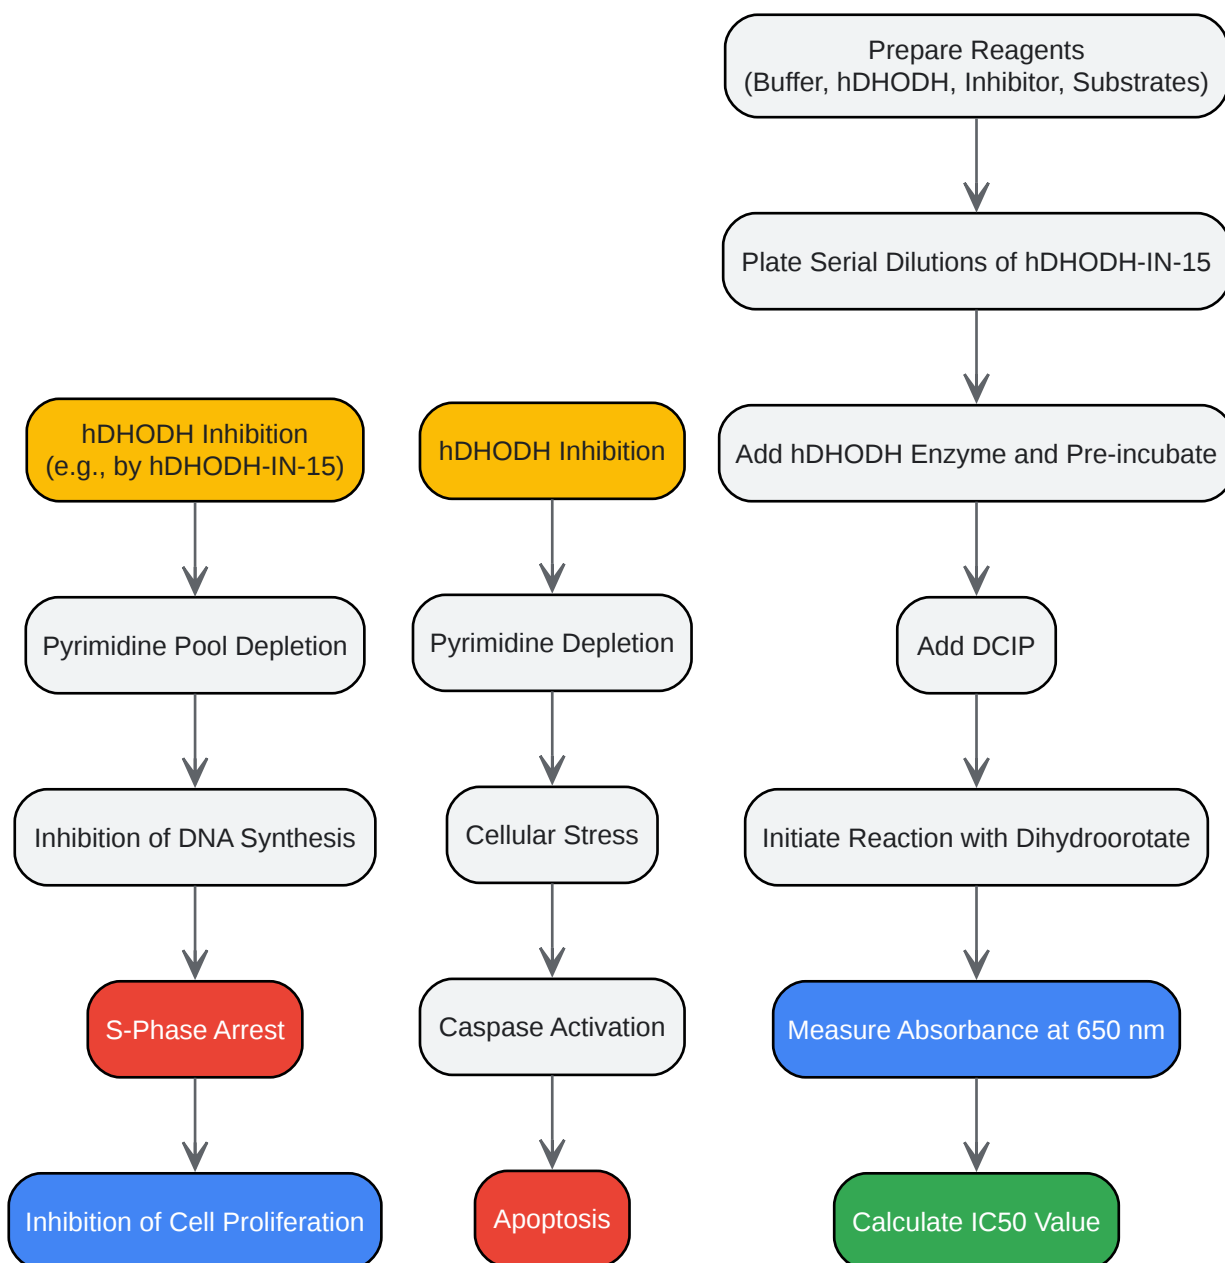 hDHODH Inhibition
(e.g., by hDHODH-IN-15)
Pyrimidine Pool Depletion
Inhibition of DNA Synthesis
S-Phase Arrest
Inhibition of Cell Proliferation
hDHODH Inhibition
Pyrimidine Depletion
Cellular Stress
Caspase Activation
Apoptosis
Prepare Reagents
(Buffer, hDHODH, Inhibitor, Substrates)
Plate Serial Dilutions of hDHODH-IN-15
Add hDHODH Enzyme and Pre-incubate
Add DCIP
Initiate Reaction with Dihydroorotate
Measure Absorbance at 650 nm
Calculate IC50 Value